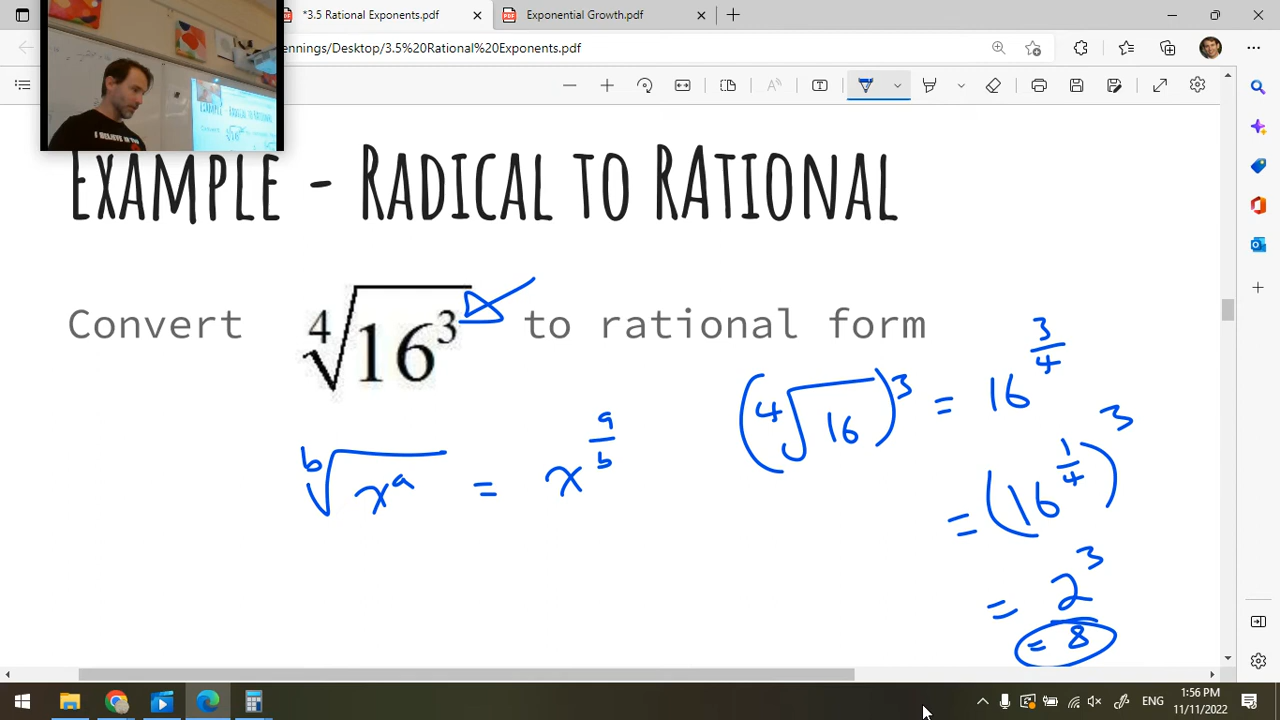 *3.5 Rational Exponents.pdf
Exponential Growth.pdf
ennings/Desktop/3.5%20Rational%20Exponents.pdf
EXAMPLE - RADICAL TO RATIONAL
Convert ∜16³ to rational form
(∜16)³ = 16^(3/4)
ᵇ√xᵃ = x^(a/b)
= (16^(1/4))³
= 2³
= 8
ENG
1:56 PM
11/11/2022